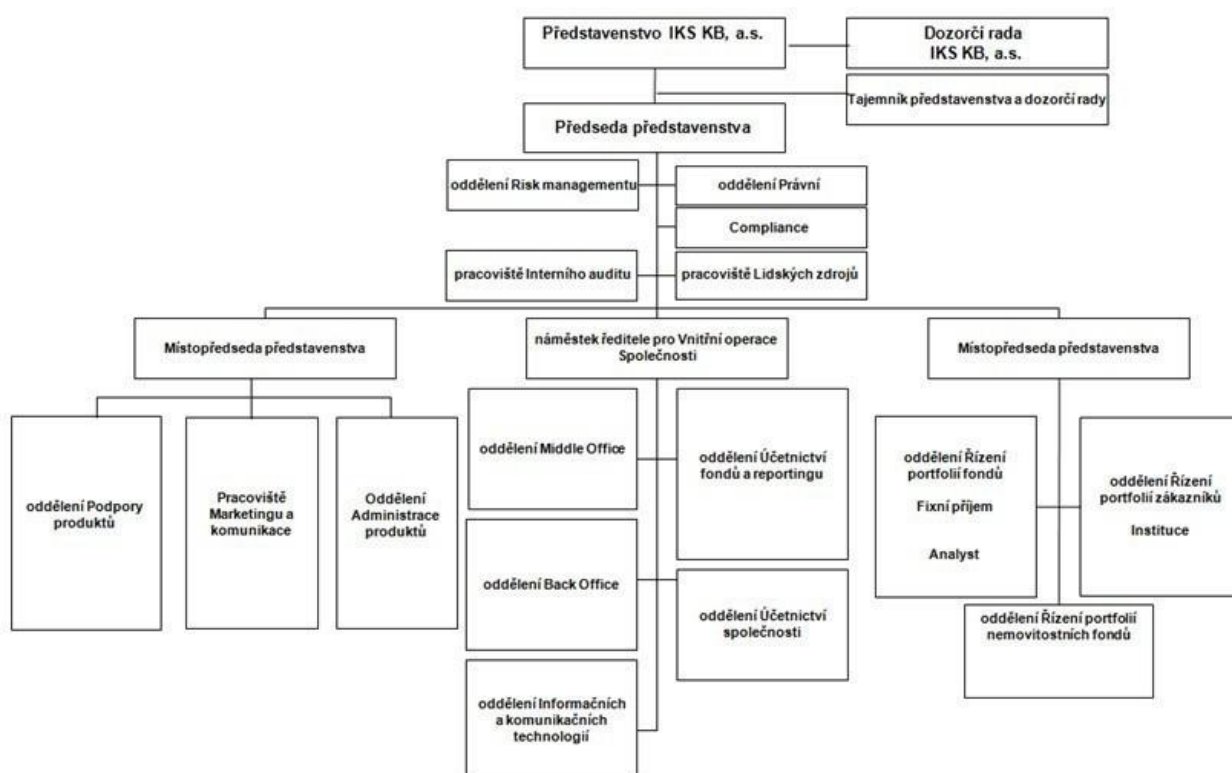 Představenstvo IKS KB, a.s.
Dozorčí rada
IKS KB, a.s.
Tajemník představenstva a dozorčí rady
Předseda představenstva
oddělení Risk managementu
oddělení Právní
Compliance
pracoviště Interního auditu
pracoviště Lidských zdrojů
Místopředseda představenstva
náměstek ředitele pro Vnitřní operace
Společnosti
Místopředseda představenstva
oddělení Podpory
produktů
Pracoviště
Marketingu a
komunikace
Oddělení
Administrace
produktů
oddělení Middle Office
oddělení Účetnictví
fondů a reportingu
oddělení Back Office
oddělení Účetnictví
společnosti
oddělení Informačních
a komunikačních
technologií
oddělení Řízení
portfolií fondů
Fixní příjem
Analyst
oddělení Řízení
portfolií zákazníků
Instituce
oddělení Řízení portfolií
nemovitostních fondů